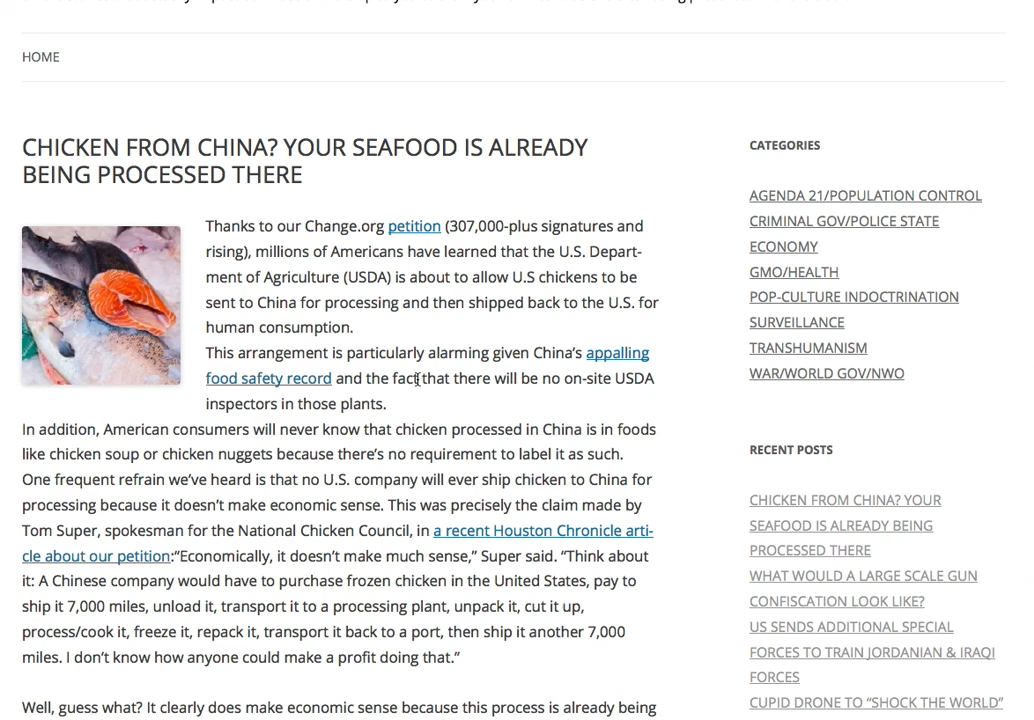 HOME
CHICKEN FROM CHINA? YOUR SEAFOOD IS ALREADY
BEING PROCESSED THERE
Thanks to our Change.org petition (307,000-plus signatures and
rising), millions of Americans have learned that the U.S. Depart-
ment of Agriculture (USDA) is about to allow U.S chickens to be
sent to China for processing and then shipped back to the U.S. for
human consumption.
This arrangement is particularly alarming given China's appalling
food safety record and the fact that there will be no on-site USDA
inspectors in those plants.
In addition, American consumers will never know that chicken processed in China is in foods
like chicken soup or chicken nuggets because there's no requirement to label it as such.
One frequent refrain we've heard is that no U.S. company will ever ship chicken to China for
processing because it doesn't make economic sense. This was precisely the claim made by
Tom Super, spokesman for the National Chicken Council, in a recent Houston Chronicle arti-
cle about our petition:“Economically, it doesn't make much sense,” Super said. “Think about
it: A Chinese company would have to purchase frozen chicken in the United States, pay to
ship it 7,000 miles, unload it, transport it to a processing plant, unpack it, cut it up,
process/cook it, freeze it, repack it, transport it back to a port, then ship it another 7,000
miles. I don't know how anyone could make a profit doing that.”
Well, guess what? It clearly does make economic sense because this process is already being
CATEGORIES
AGENDA 21/POPULATION CONTROL
CRIMINAL GOV/POLICE STATE
ECONOMY
GMO/HEALTH
POP-CULTURE INDOCTRINATION
SURVEILLANCE
TRANSHUMANISM
WAR/WORLD GOV/NWO
RECENT POSTS
CHICKEN FROM CHINA? YOUR
SEAFOOD IS ALREADY BEING
PROCESSED THERE
WHAT WOULD A LARGE SCALE GUN
CONFISCATION LOOK LIKE?
US SENDS ADDITIONAL SPECIAL
FORCES TO TRAIN JORDANIAN & IRAQI
FORCES
CUPID DRONE TO “SHOCK THE WORLD”